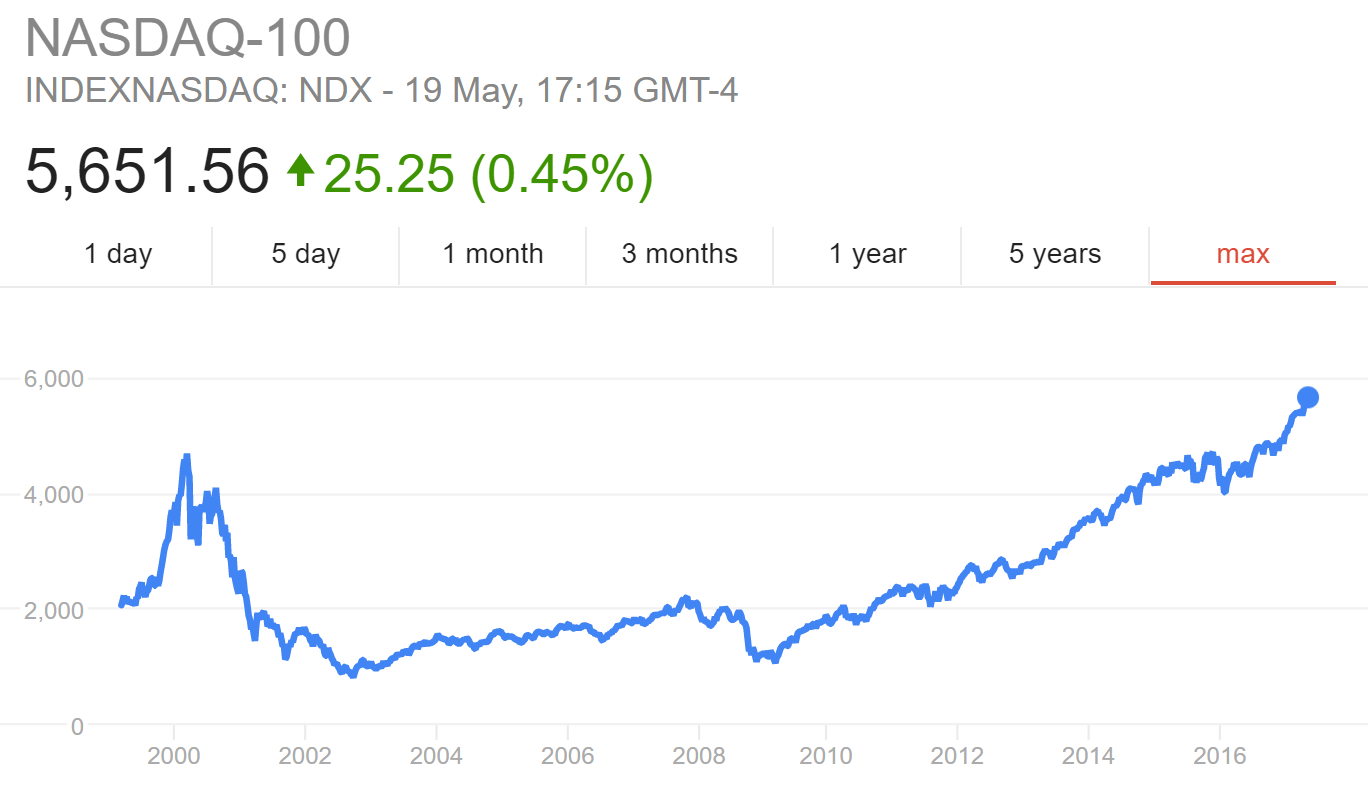 NASDAQ-100
INDEXNASDAQ: NDX - 19 May, 17:15 GMT-4
5,651.56 25.25 (0.45%)
1 day 5 day 1 month 3 months 1 year 5 years max
6,000
4,000
2,000
0
2000 2002 2004 2006 2008 2010 2012 2014 2016